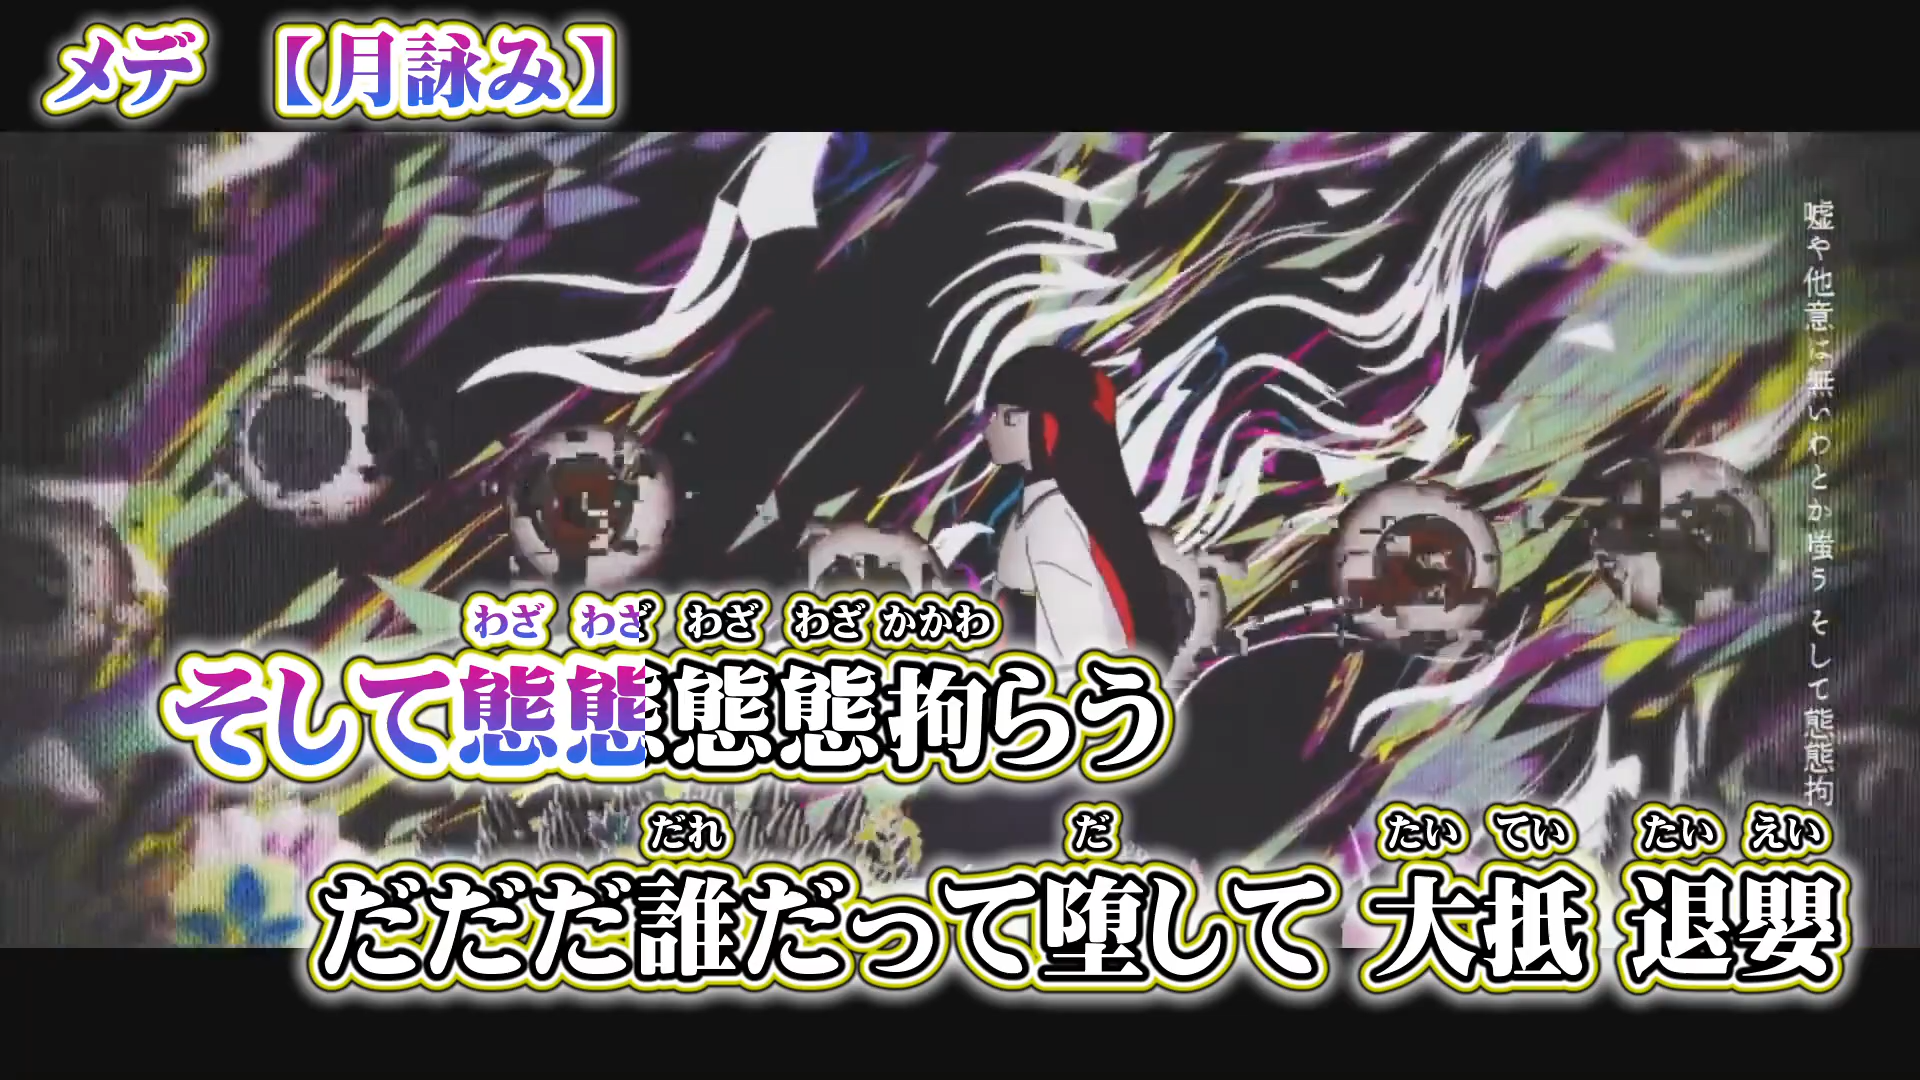 メデ 【月詠み】
嘘や他意は無いわとか嗤う そして態態拘
わざ わざ わざ わざ かかわ
そして態態態態拘らう
だれ だ たい てい たい えい
だだだ誰だって堕して 大抵 退嬰